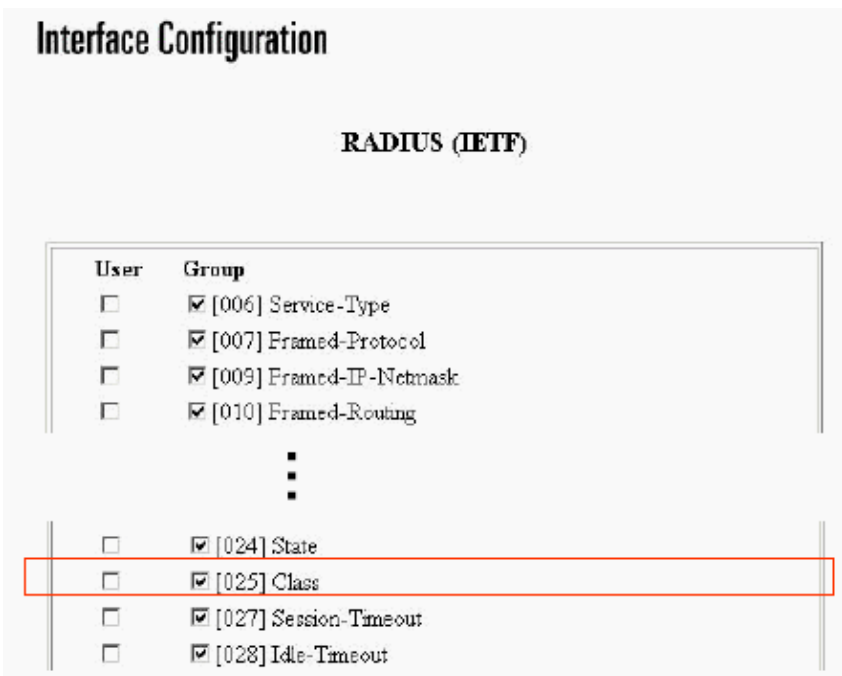 Interface Configuration
RADIUS (IETF)
User Group
[006] Service-Type
[007] Framed-Protocol
[009] Framed-IP-Netmask
[010] Framed-Routing
[024] State
[025] Class
[027] Session-Timeout
[028] Idle-Timeout